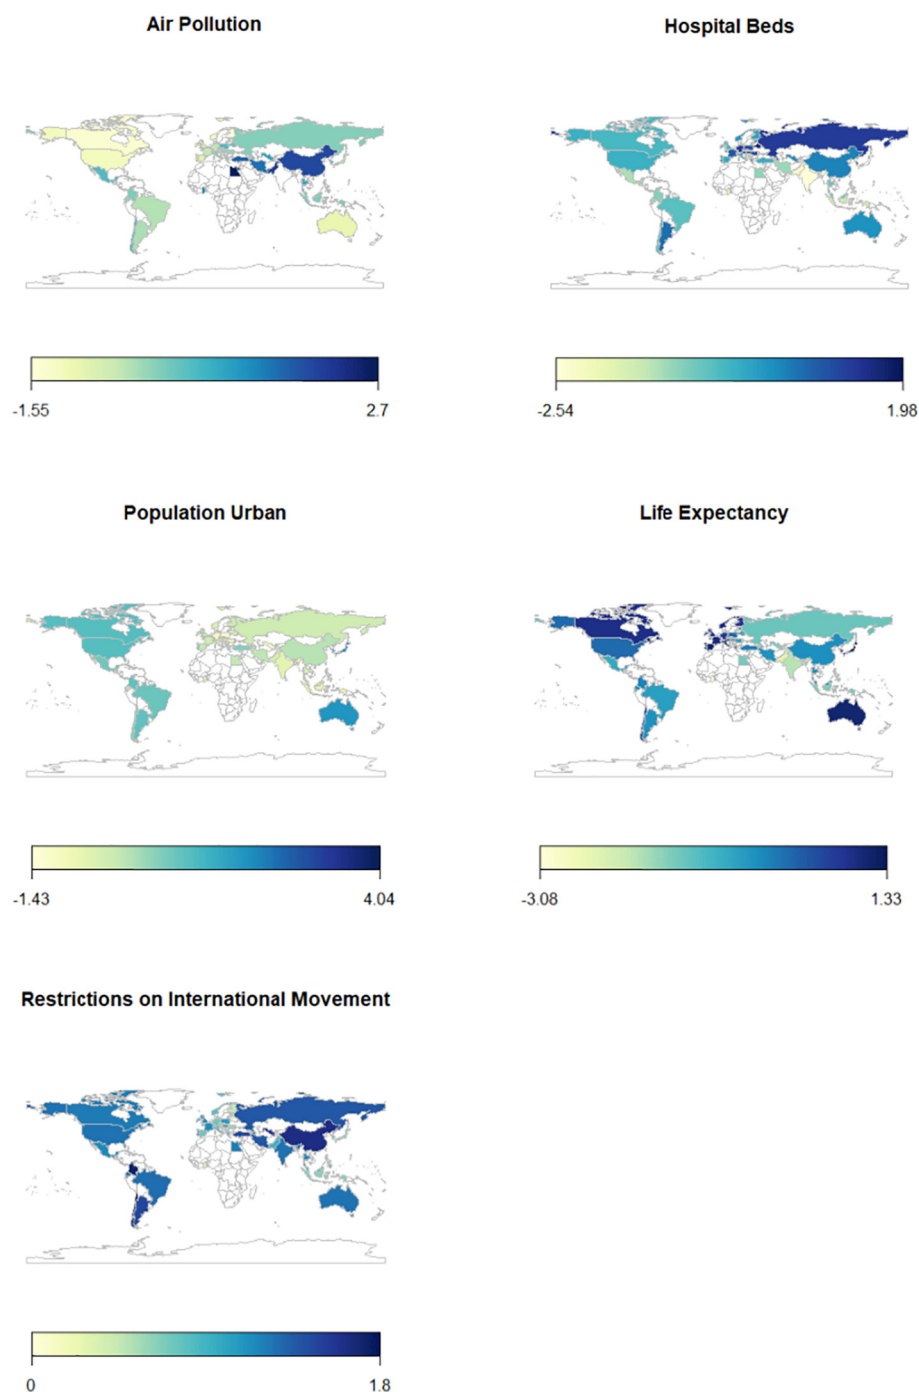 Air Pollution
Hospital Beds
-1.55 2.7
-2.54 1.98
Population Urban
Life Expectancy
-1.43 4.04
-3.08 1.33
Restrictions on International Movement
0 1.8